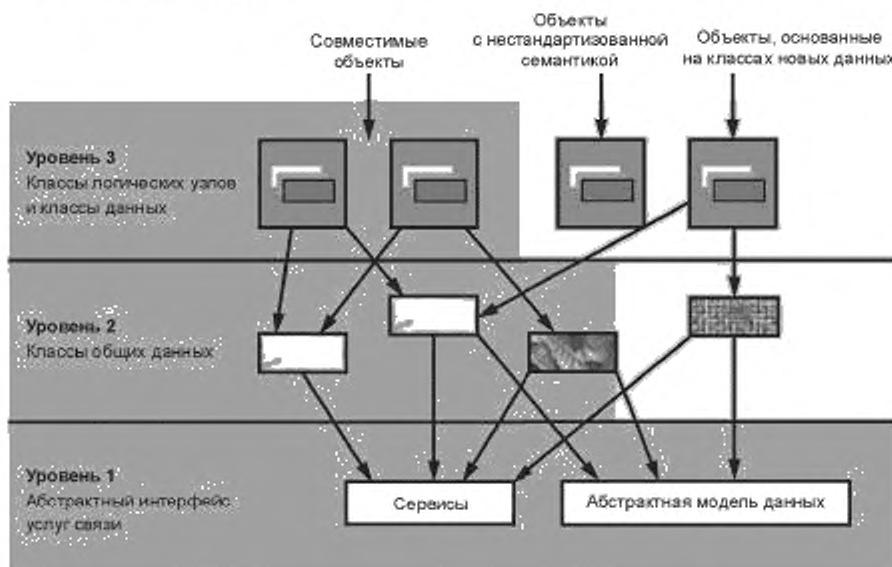 Совместимые
объекты
Объекты
с нестандартизованной
семантикой
Объекты, основанные
на классах новых данных
Уровень 3
Классы логических узлов
и классы данных
Уровень 2
Классы общих данных
Уровень 1
Абстрактный интерфейс
услуг связи
Сервисы
Абстрактная модель данных